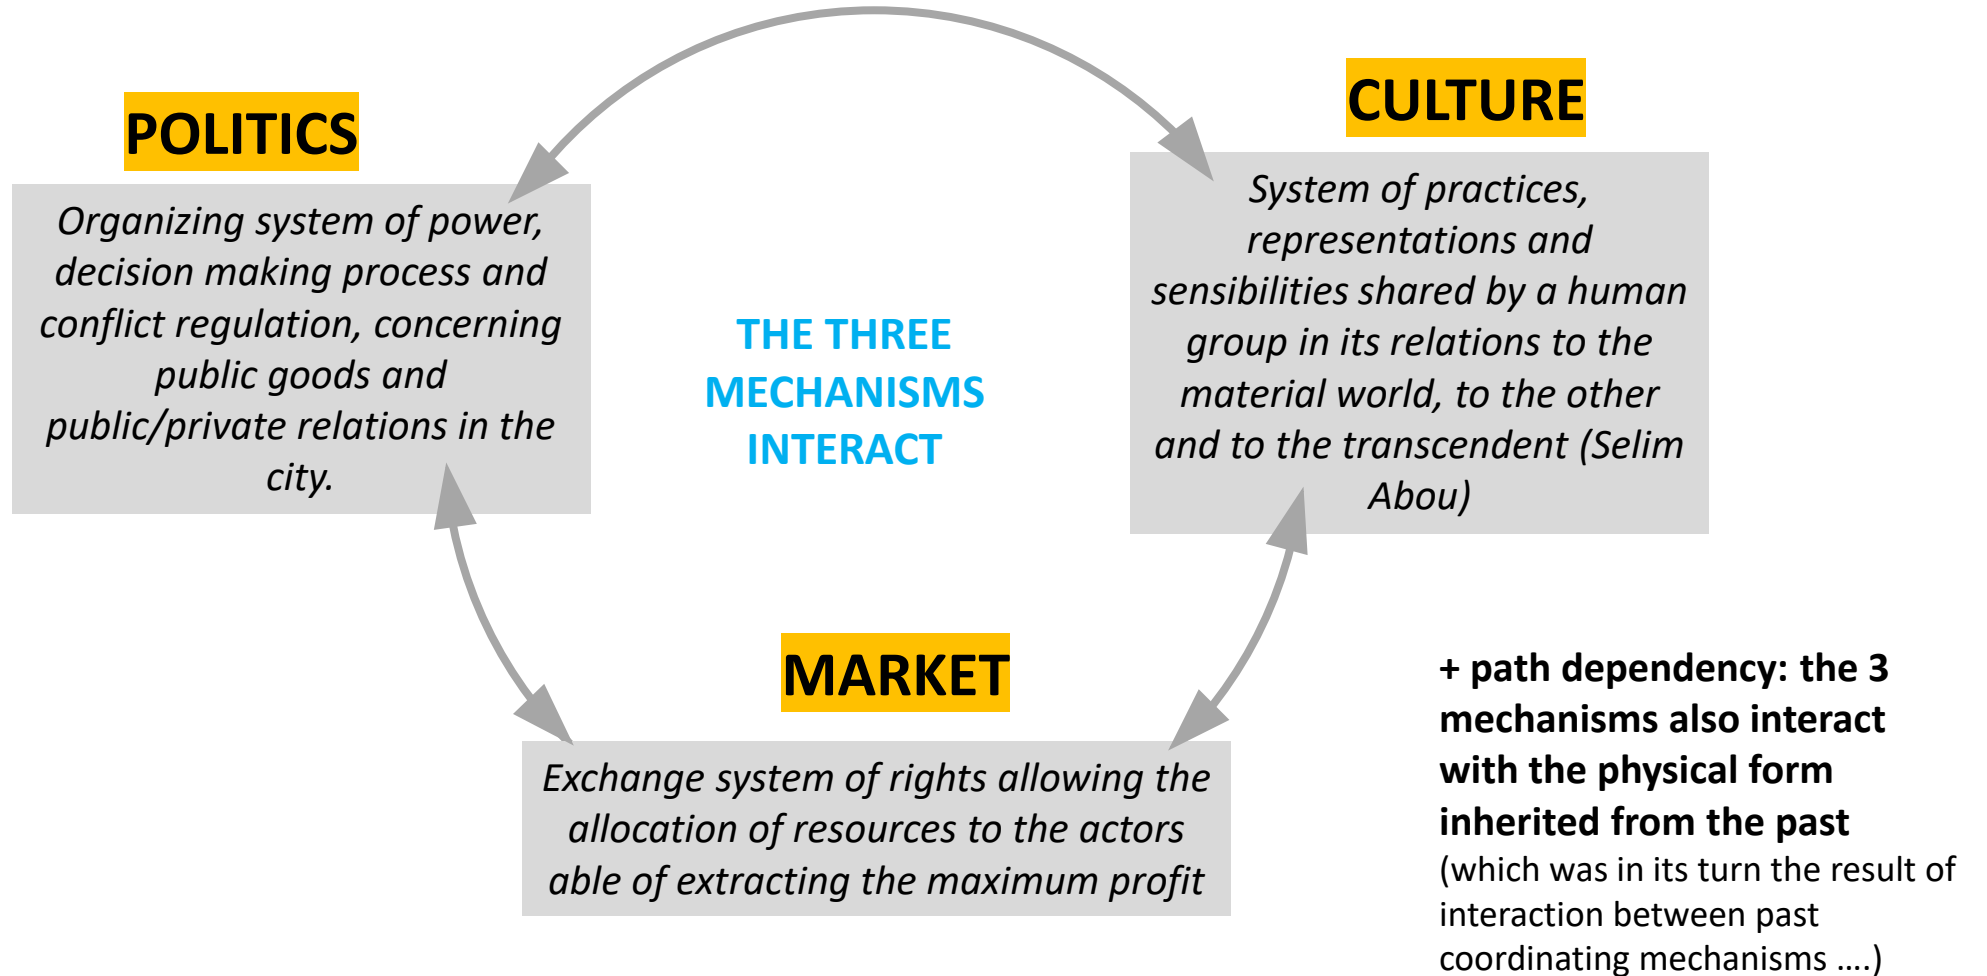 POLITICS
Organizing system of power,
decision making process and
conflict regulation, concerning
public goods and
public/private relations in the
city.
CULTURE
System of practices,
representations and
sensibilities shared by a human
group in its relations to the
material world, to the other
and to the transcendent (Selim
Abou)
THE THREE
MECHANISMS
INTERACT
MARKET
Exchange system of rights allowing the
allocation of resources to the actors
able of extracting the maximum profit
+ path dependency: the 3
mechanisms also interact
with the physical form
inherited from the past
(which was in its turn the result of
interaction between past
coordinating mechanisms ....)